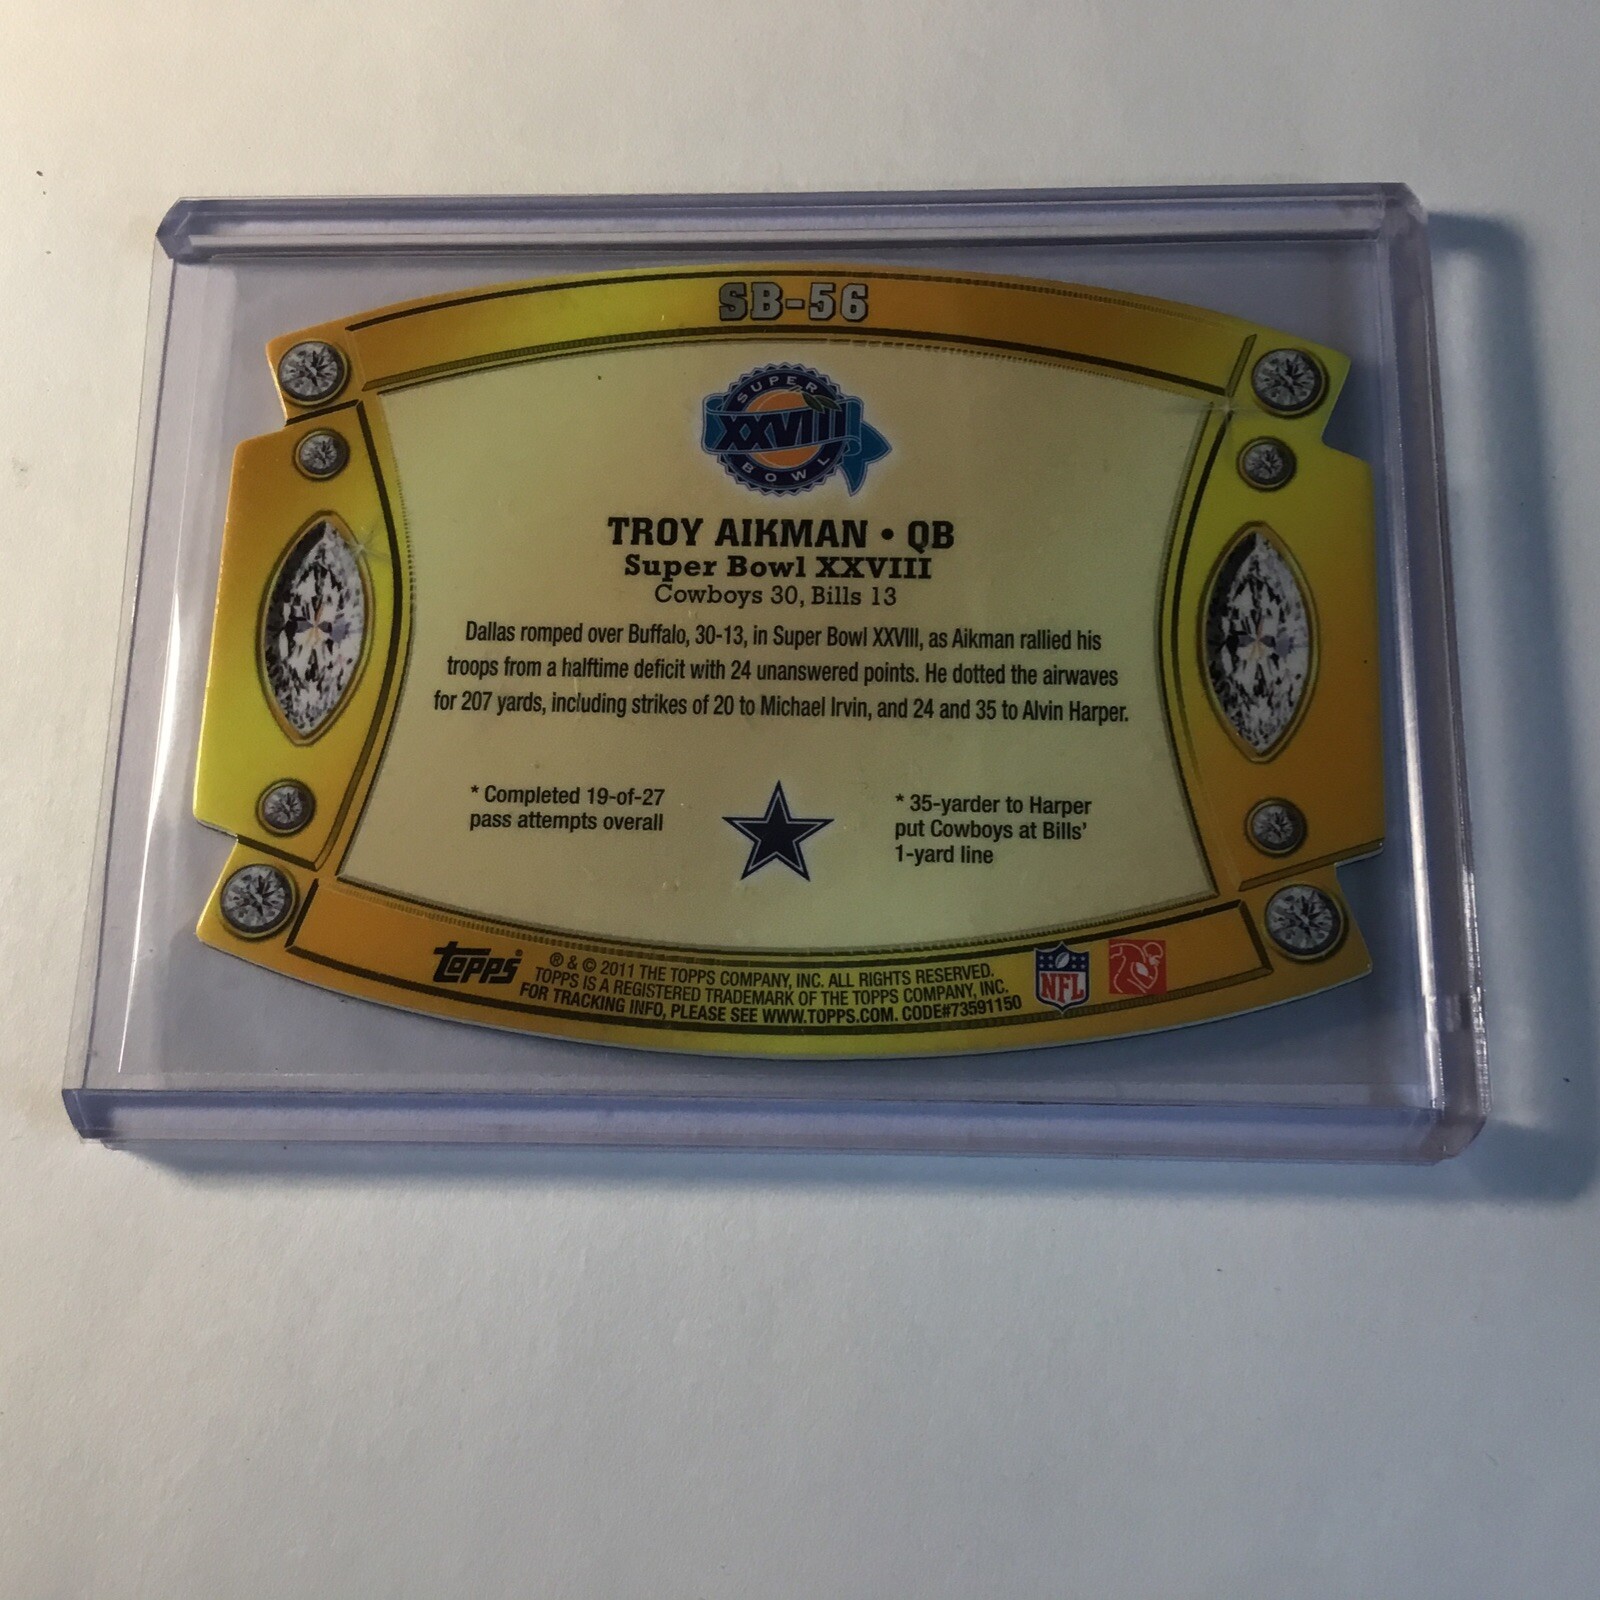 SB-56
SUPER
XXVIII
BOWL
TROY AIKMAN • QB
Super Bowl XXVIII
Cowboys 30, Bills 13
Dallas romped over Buffalo, 30-13, in Super Bowl XXVIII, as Aikman rallied his
troops from a halftime deficit with 24 unanswered points. He dotted the airwaves
for 207 yards, including strikes of 20 to Michael Irvin, and 24 and 35 to Alvin Harper.
* Completed 19-of-27
pass attempts overall
* 35-yarder to Harper
put Cowboys at Bills'
1-yard line
Topps®
® & © 2011 THE TOPPS COMPANY, INC. ALL RIGHTS RESERVED.
TOPPS IS A REGISTERED TRADEMARK OF THE TOPPS COMPANY, INC.
FOR TRACKING INFO, PLEASE SEE WWW.TOPPS.COM. CODE#73591150
NFL